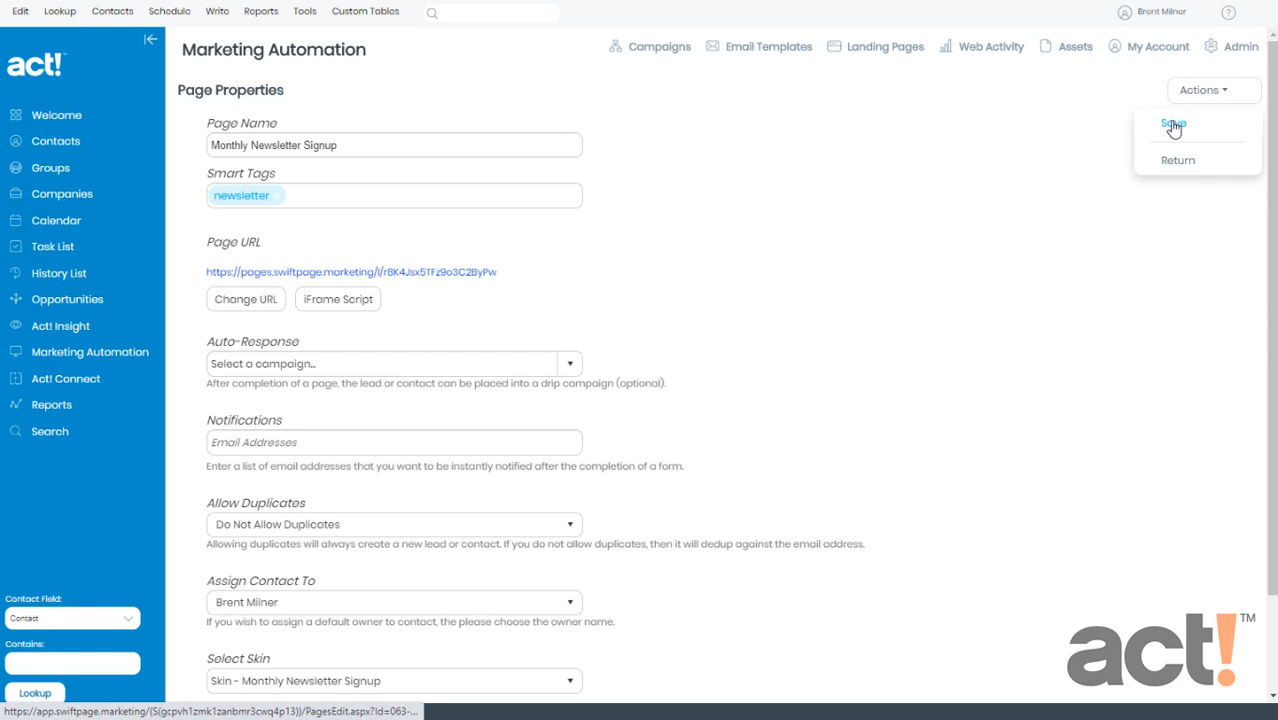 Edit Lookup Contacts Schedule Write Reports Tools Custom Tables Brent Milner ?
act!™
Marketing Automation
Campaigns Email Templates Landing Pages Web Activity Assets My Account Admin
Page Properties
Actions
Save
Return
Welcome
Contacts
Groups
Companies
Calendar
Task List
History List
Opportunities
Act! Insight
Marketing Automation
Act! Connect
Reports
Search
Contact Field:
Contact
Contains:
Lookup
Page Name
Monthly Newsletter Signup
Smart Tags
newsletter
Page URL
https://pages.swiftpage.marketing/l/r8K4Jsx5TFz9o3C2ByPw
Change URL iFrame Script
Auto-Response
Select a campaign...
After completion of a page, the lead or contact can be placed into a drip campaign (optional).
Notifications
Email Addresses
Enter a list of email addresses that you want to be instantly notified after the completion of a form.
Allow Duplicates
Do Not Allow Duplicates
Allowing duplicates will always create a new lead or contact. If you do not allow duplicates, then it will dedup against the email address.
Assign Contact To
Brent Milner
If you wish to assign a default owner to contact, the please choose the owner name.
Select Skin
Skin - Monthly Newsletter Signup
act!™
https://app.swiftpage.marketing/(S(gcpvh1zmk1zanbmr3cwq4p13))/PagesEdit.aspx?Id=063-...